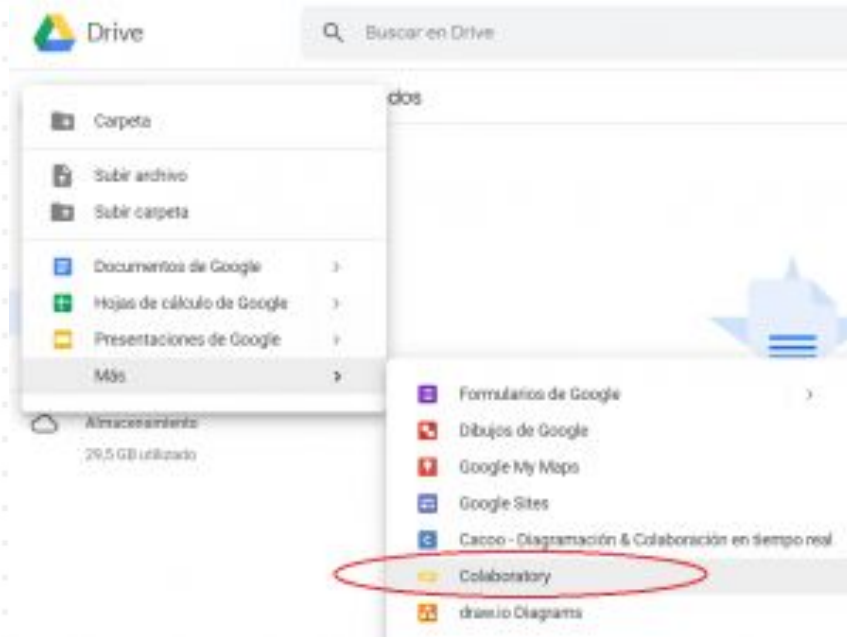 Drive
Buscar en Drive
dos
Carpeta
Subir archivo
Subir carpeta
Documentos de Google
Hojas de cálculo de Google
Presentaciones de Google
Más
Almacenamiento
29,5 GB utilizado
Formularios de Google
Dibujos de Google
Google My Maps
Google Sites
Cacoo - Diagramación & Colaboración en tiempo real
Colaboratory
draw.io Diagrams